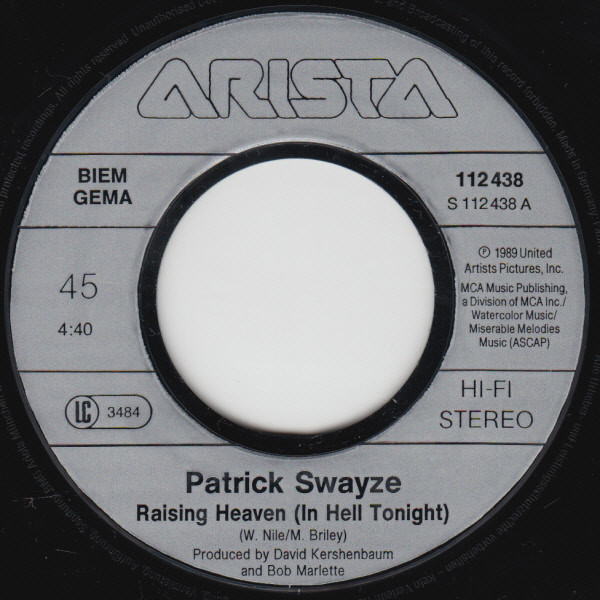 ARISTA
BIEM
GEMA
112 438
S 112 438 A
45
4:40
℗ 1989 United
Artists Pictures, Inc.
MCA Music Publishing,
a Division of MCA Inc./
Watercolor Music/
Miserable Melodies
Music (ASCAP)
LC 3484
HI-FI
STEREO
Patrick Swayze
Raising Heaven (In Hell Tonight)
(W. Nile/M. Briley)
Produced by David Kershenbaum
and Bob Marlette